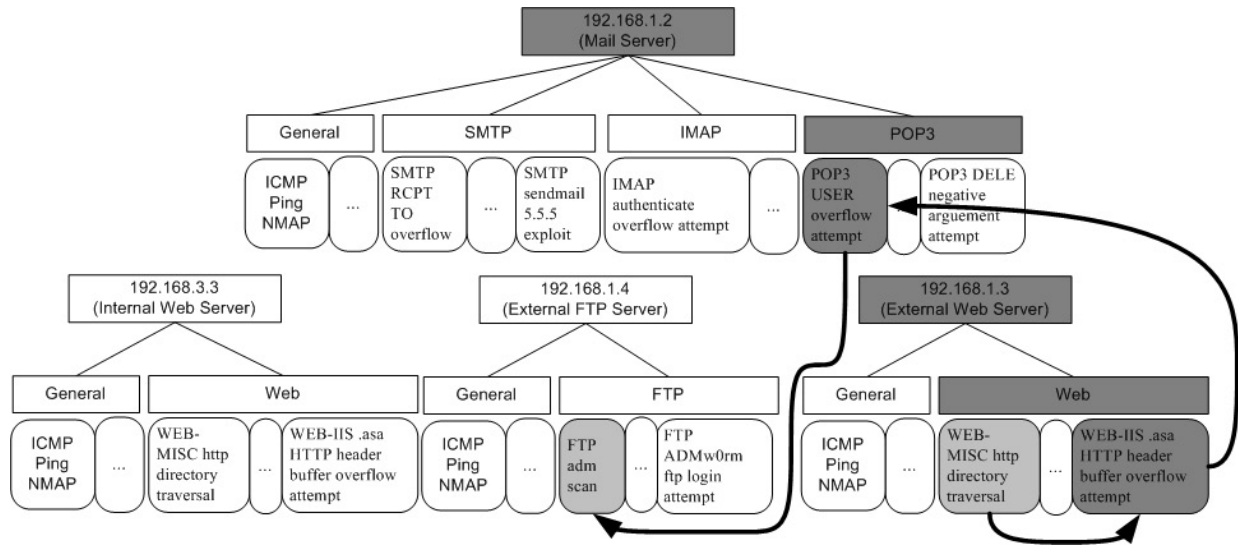 192.168.1.2
(Mail Server)
General
SMTP
IMAP
POP3
ICMP
Ping
NMAP
...
SMTP
RCPT
TO
overflow
...
SMTP
sendmail
5.5.5
exploit
IMAP
authenticate
overflow attempt
...
POP3
USER
overflow
attempt
POP3 DELE
negative
arguement
attempt
192.168.3.3
(Internal Web Server)
General
Web
ICMP
Ping
NMAP
...
WEB-
MISC http
directory
traversal
...
WEB-IIS .asa
HTTP header
buffer overflow
attempt
192.168.1.4
(External FTP Server)
General
FTP
ICMP
Ping
NMAP
...
FTP
adm
scan
...
FTP
ADMw0rm
ftp login
attempt
192.168.1.3
(External Web Server)
General
Web
ICMP
Ping
NMAP
...
WEB-
MISC http
directory
traversal
...
WEB-IIS .asa
HTTP header
buffer overflow
attempt